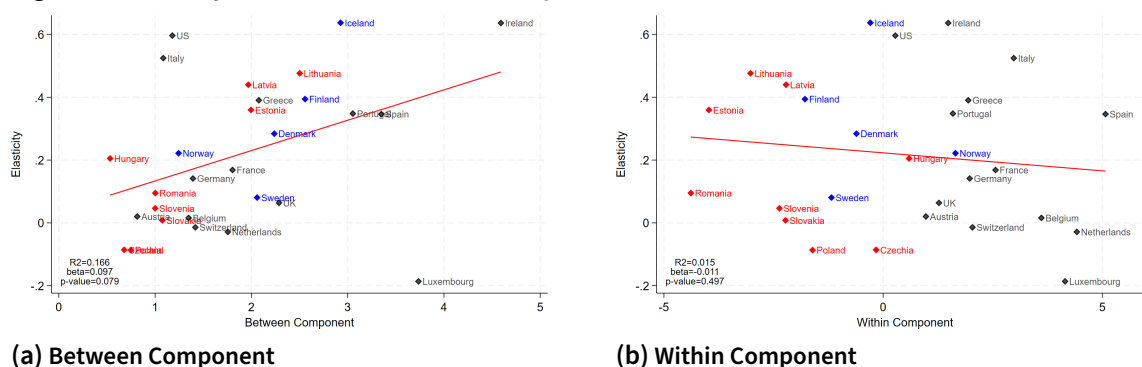 .6
.4
.2
0
-.2
Elasticity
Iceland
Ireland
US
Italy
Lithuania
Latvia
Greece
Finland
Estonia
Portugal
Spain
Denmark
Norway
Hungary
France
Germany
Romania
Sweden
UK
Slovenia
Austria
Belgium
Slovakia
Switzerland
Netherlands
Czechia
Luxembourg
R2=0.166
beta=0.097
p-value=0.079
0 1 2 3 4 5
Between Component
(a) Between Component
.6
.4
.2
0
-.2
Elasticity
Iceland
Ireland
US
Italy
Lithuania
Latvia
Finland
Greece
Estonia
Portugal
Spain
Denmark
Norway
Hungary
France
Germany
Romania
Sweden
UK
Slovenia
Slovakia
Austria
Belgium
Switzerland
Netherlands
Poland
Czechia
Luxembourg
R2=0.015
beta=-0.011
p-value=0.497
-5 0 5
Within Component
(b) Within Component